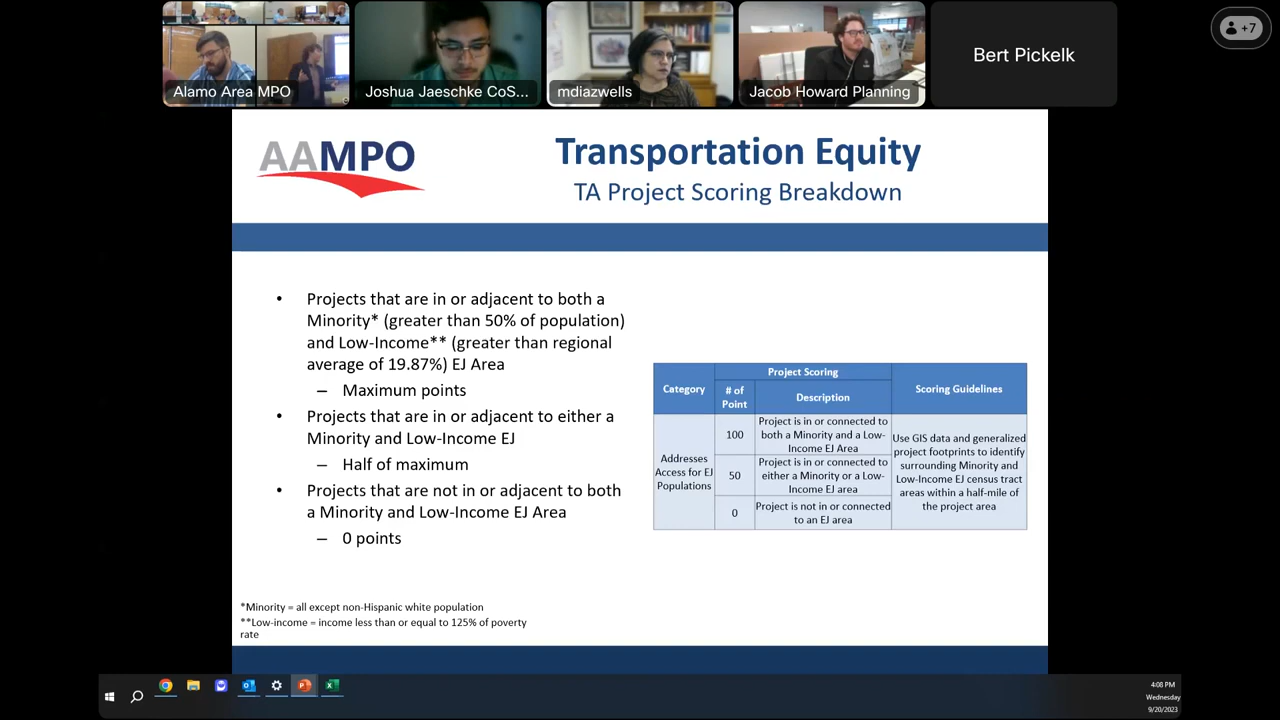 Alamo Area MPO
Joshua Jaeschke CoS...
mdiazwells
Jacob Howard Planning
Bert Pickelk
+7
AAMPO
Transportation Equity
TA Project Scoring Breakdown
• Projects that are in or adjacent to both a
Minority* (greater than 50% of population)
and Low-Income** (greater than regional
average of 19.87%) EJ Area
– Maximum points
• Projects that are in or adjacent to either a
Minority and Low-Income EJ
– Half of maximum
• Projects that are not in or adjacent to both
a Minority and Low-Income EJ Area
– 0 points
Category
Project Scoring
# of
Point
Description
Scoring Guidelines
Addresses
Access for EJ
Populations
100
Project is in or connected to
both a Minority and a Low-
Income EJ Area
50
Project is in or connected to
either a Minority or a Low-
Income EJ area
0
Project is not in or connected
to an EJ area
Use GIS data and generalized
project footprints to identify
surrounding Minority and
Low-Income EJ census tract
areas within a half-mile of
the project area
*Minority = all except non-Hispanic white population
**Low-income = income less than or equal to 125% of poverty
rate
4:08 PM
Wednesday
9/20/2023